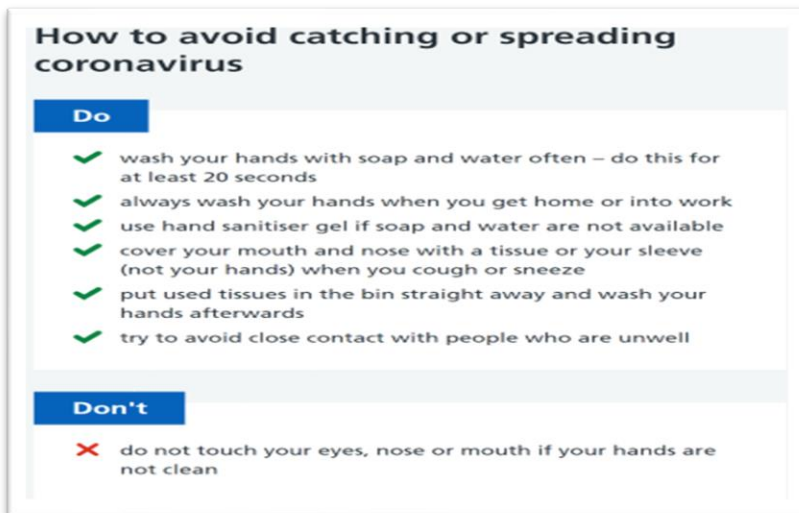 How to avoid catching or spreading
coronavirus
Do
wash your hands with soap and water often – do this for
at least 20 seconds
always wash your hands when you get home or into work
use hand sanitiser gel if soap and water are not available
cover your mouth and nose with a tissue or your sleeve
(not your hands) when you cough or sneeze
put used tissues in the bin straight away and wash your
hands afterwards
try to avoid close contact with people who are unwell
Don't
do not touch your eyes, nose or mouth if your hands are
not clean